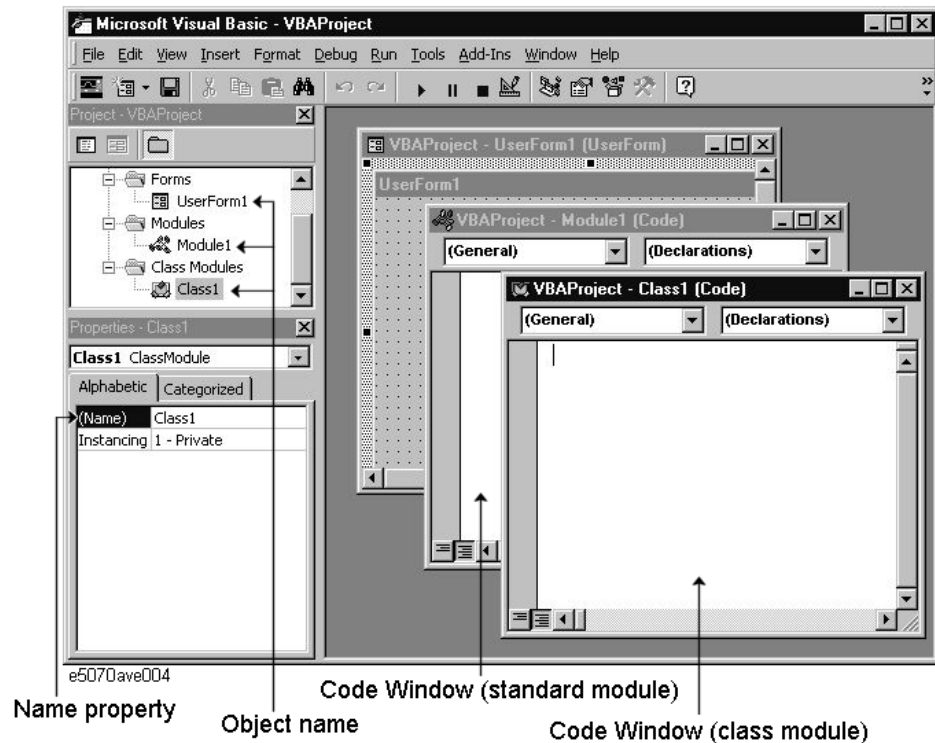 Microsoft Visual Basic - VBAProject
File Edit View Insert Format Debug Run Tools Add-Ins Window Help
Project - VBAProject
Forms
UserForm1
Modules
Module1
Class Modules
Class1
Properties - Class1
Class1 ClassModule
Alphabetic Categorized
(Name) Class1
Instancing 1 - Private
VBAProject - UserForm1 (UserForm)
UserForm1
VBAProject - Module1 (Code)
(General) (Declarations)
VBAProject - Class1 (Code)
(General) (Declarations)
e5070ave004
Name property
Object name
Code Window (standard module)
Code Window (class module)